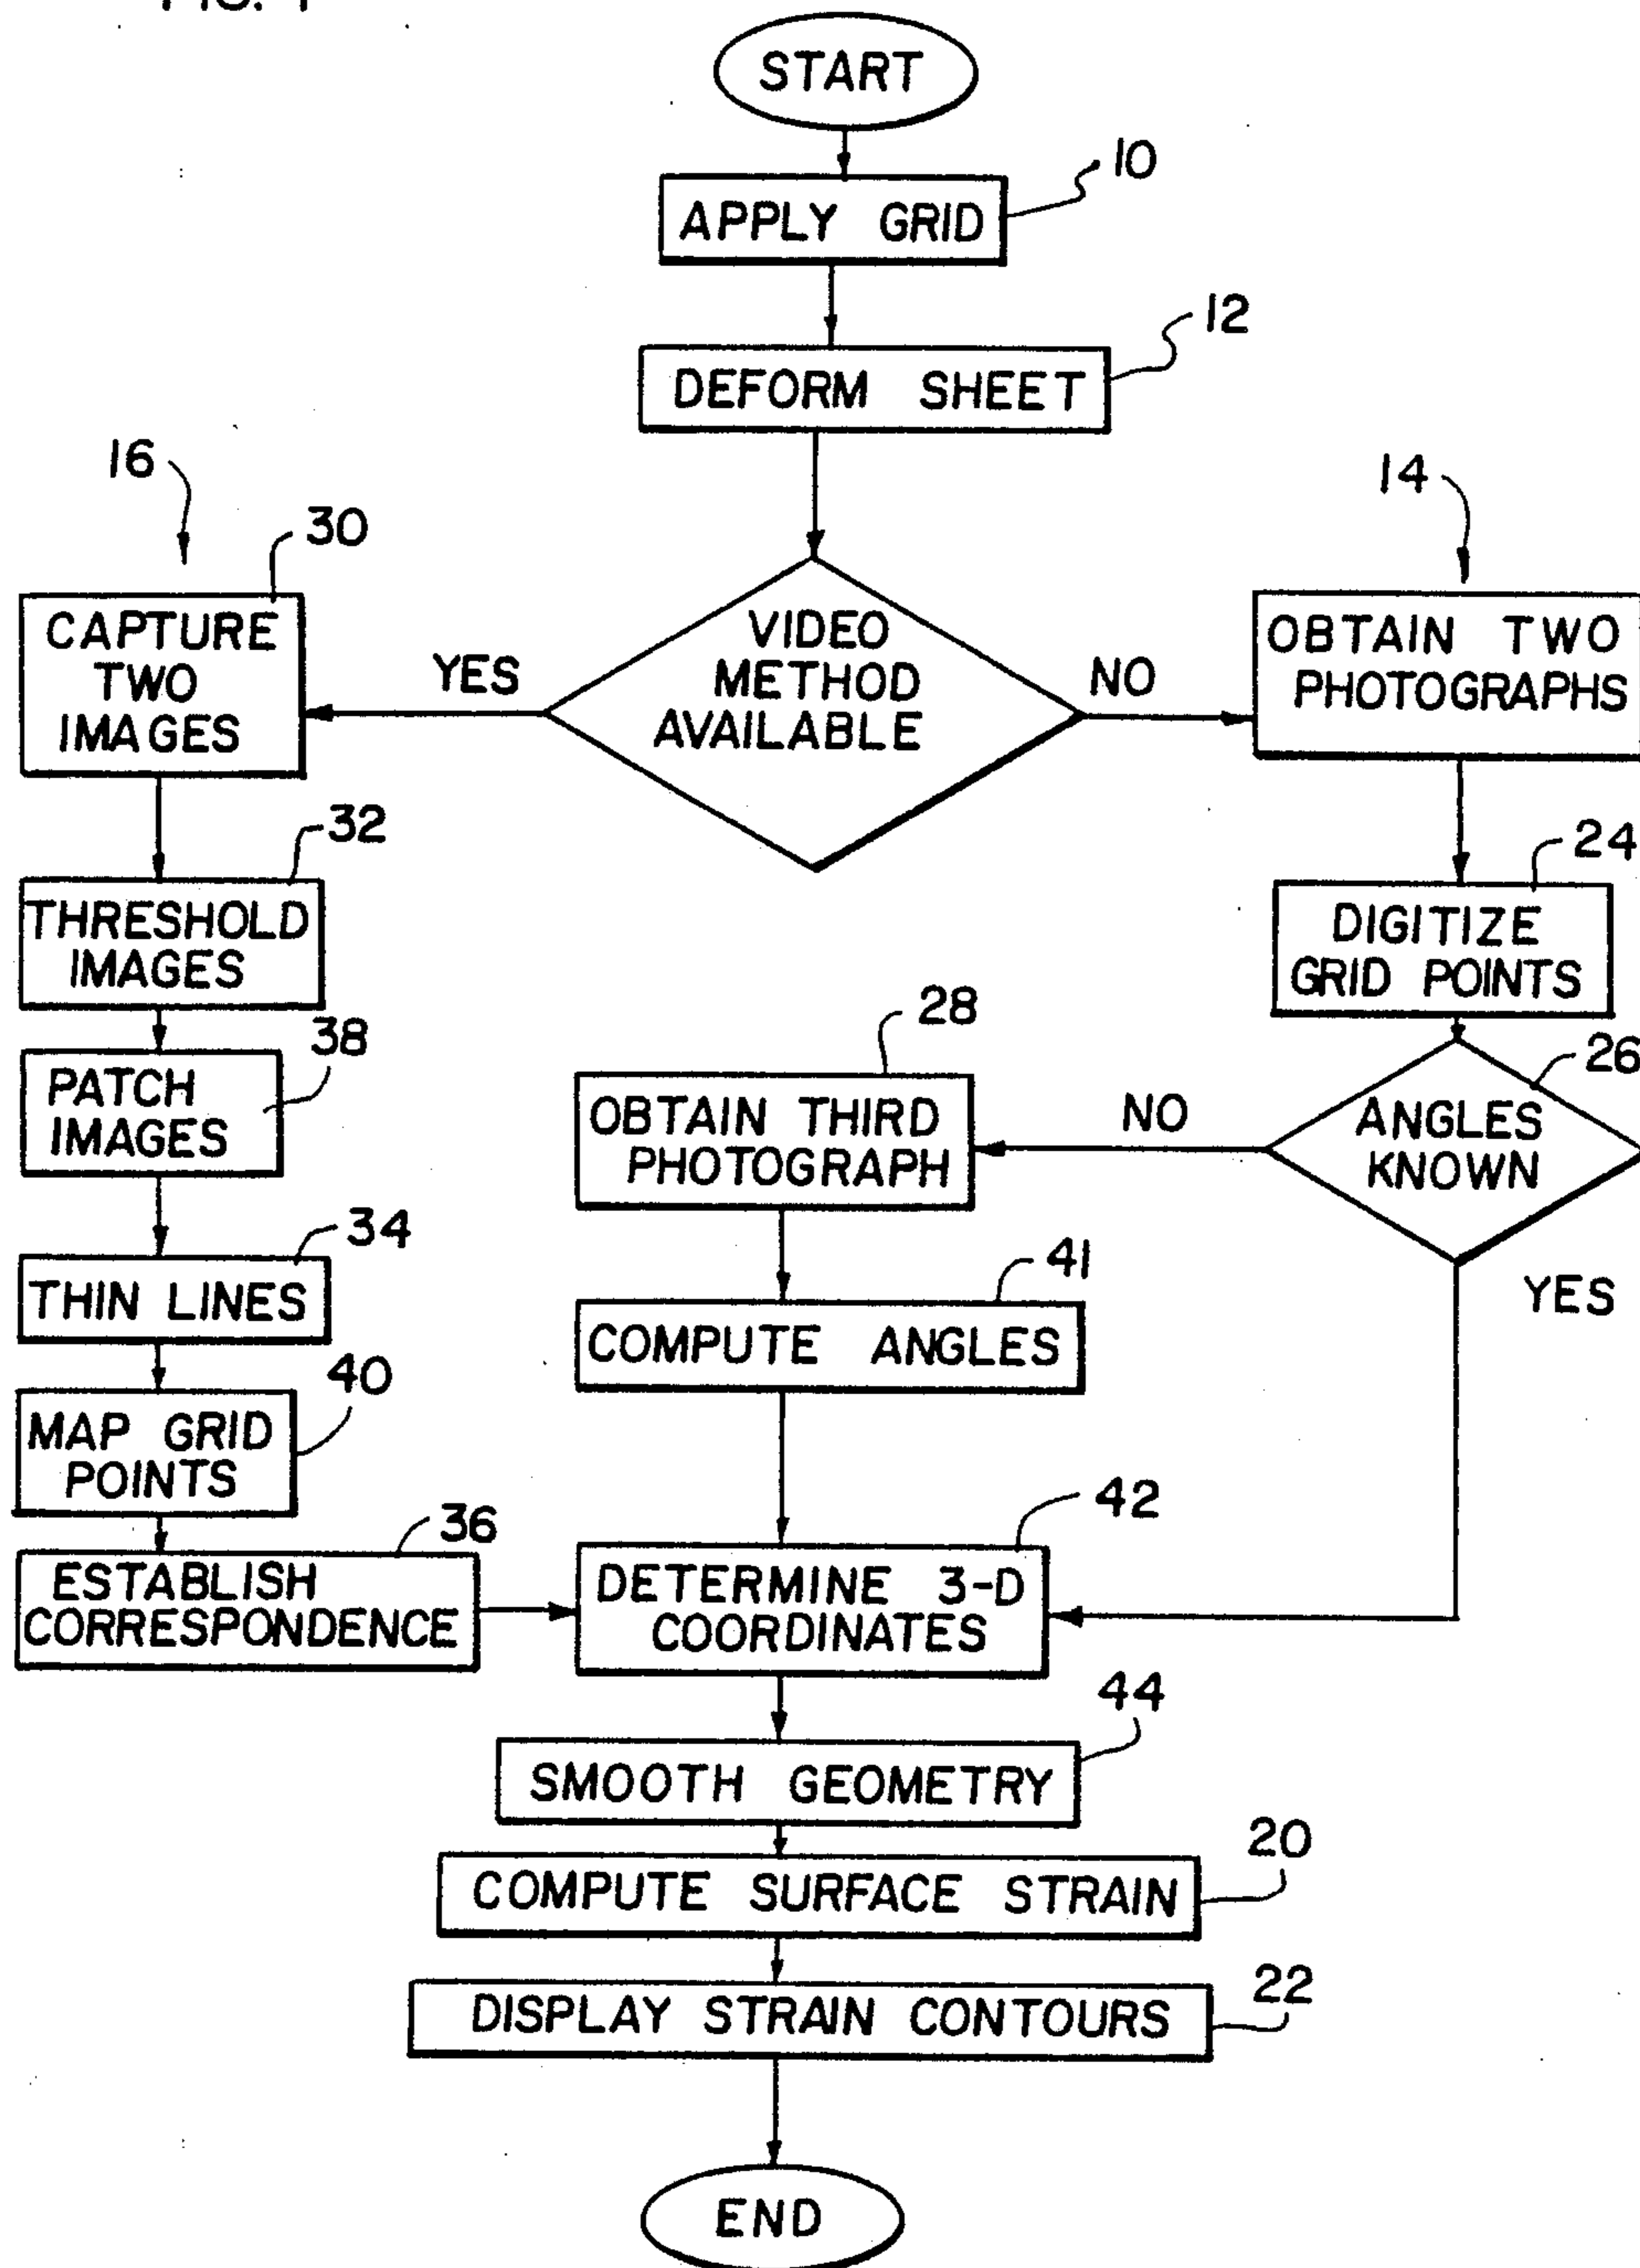 FIG. 1
START
10
APPLY GRID
12
DEFORM SHEET
16
14
30
CAPTURE
TWO
IMAGES
YES
VIDEO
METHOD
AVAILABLE
NO
OBTAIN TWO
PHOTOGRAPHS
32
THRESHOLD
IMAGES
24
DIGITIZE
GRID POINTS
38
PATCH
IMAGES
28
OBTAIN THIRD
PHOTOGRAPH
NO
26
ANGLES
KNOWN
YES
34
THIN LINES
41
COMPUTE ANGLES
40
MAP GRID
POINTS
36
ESTABLISH
CORRESPONDENCE
42
DETERMINE 3-D
COORDINATES
44
SMOOTH GEOMETRY
20
COMPUTE SURFACE STRAIN
22
DISPLAY STRAIN CONTOURS
END